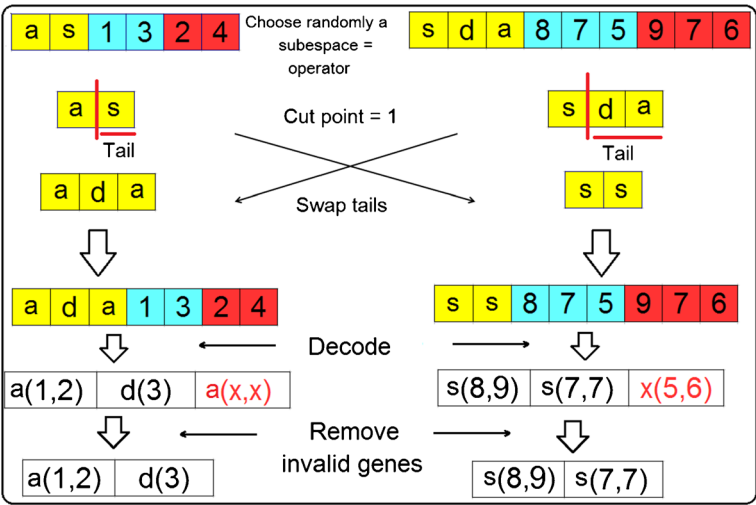 a s 1 3 2 4
Choose randomly a
subespace =
operator
s d a 8 7 5 9 7 6
a s
Tail
Cut point = 1
s d a
Tail
a d a
Swap tails
s s
a d a 1 3 2 4
s s 8 7 5 9 7 6
Decode
a(1,2) d(3) a(x,x)
s(8,9) s(7,7) x(5,6)
Remove
invalid genes
a(1,2) d(3)
s(8,9) s(7,7)